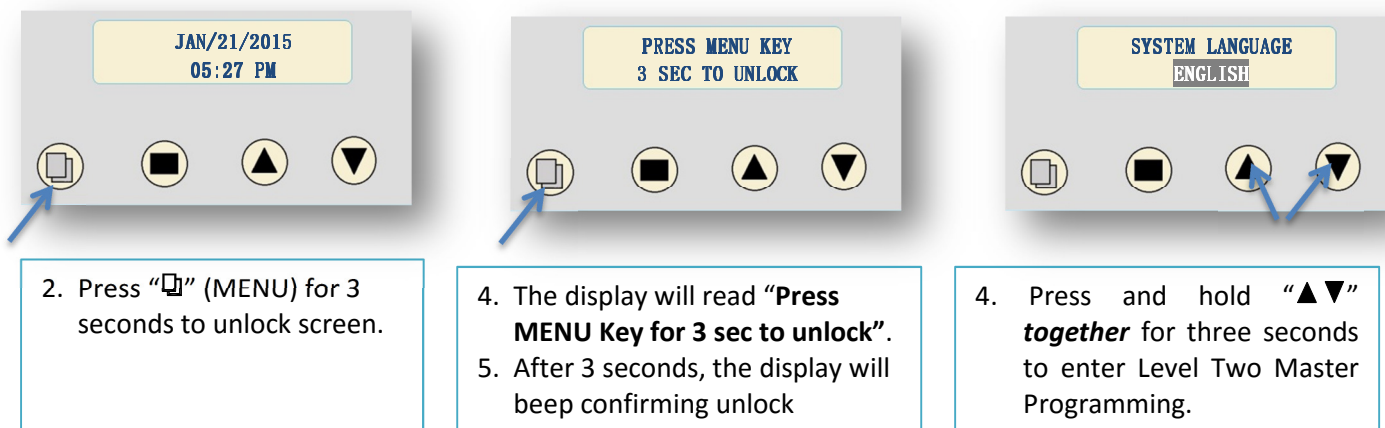 JAN/21/2015
05:27 PM
2. Press “❏” (MENU) for 3
seconds to unlock screen.
PRESS MENU KEY
3 SEC TO UNLOCK
4. The display will read “Press
MENU Key for 3 sec to unlock”.
5. After 3 seconds, the display will
beep confirming unlock
SYSTEM LANGUAGE
ENGLISH
4. Press and hold “▲▼”
together for three seconds
to enter Level Two Master
Programming.